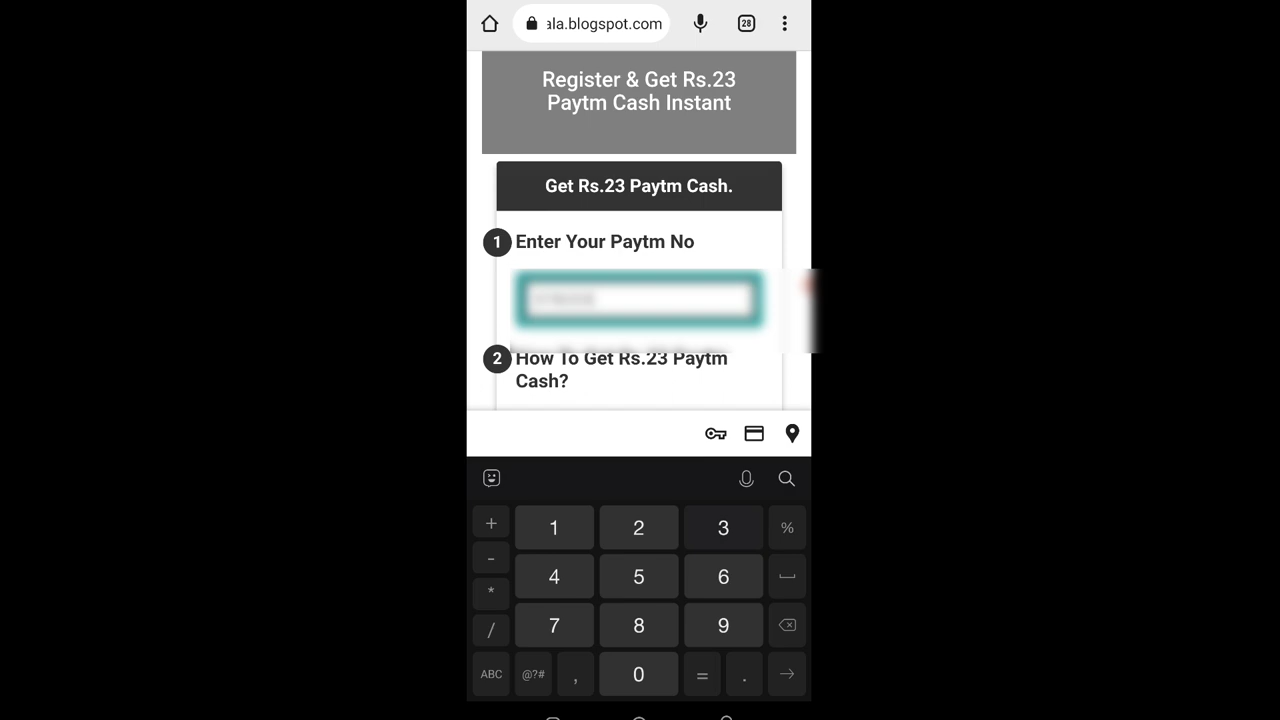 ala.blogspot.com
28
Register & Get Rs.23
Paytm Cash Instant
Get Rs.23 Paytm Cash.
1 Enter Your Paytm No
2 How To Get Rs.23 Paytm
Cash?
+ 1 2 3 %
- 4 5 6
* 7 8 9
/
ABC @?# , 0 = .